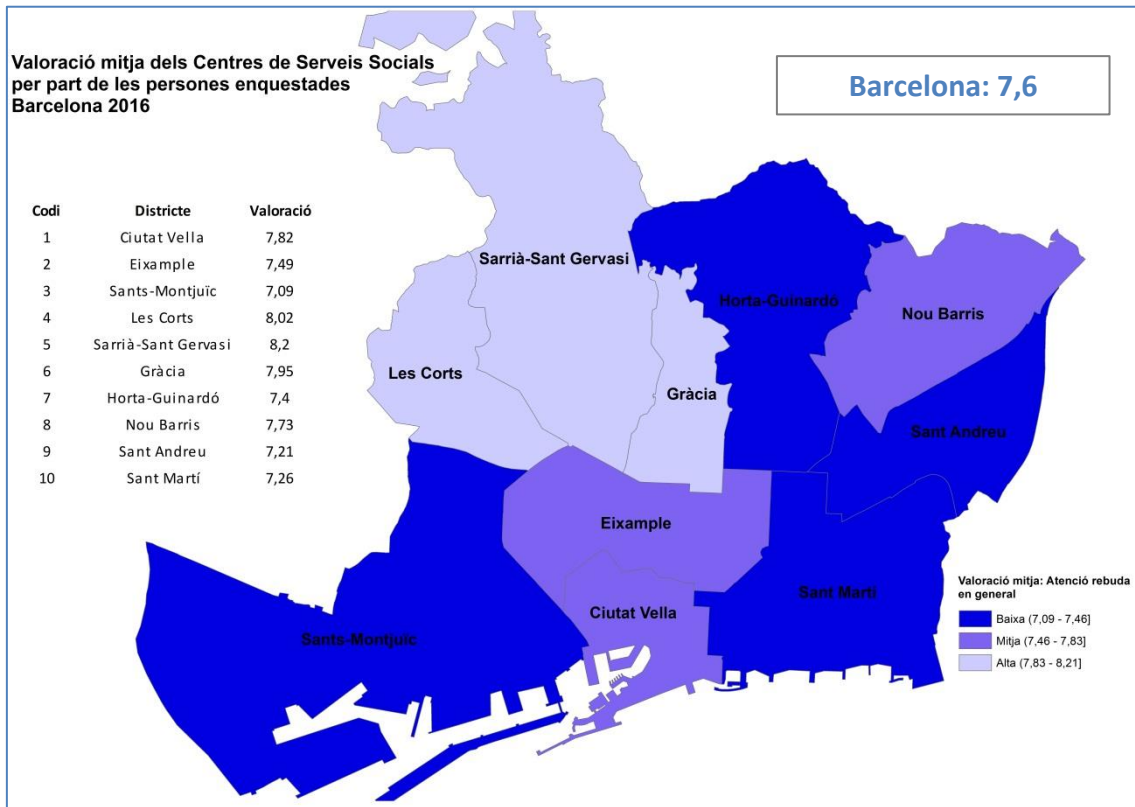 Valoració mitja dels Centres de Serveis Socials
per part de les persones enquestades
Barcelona 2016
Barcelona: 7,6
Codi Districte Valoració
1 Ciutat Vella 7,82
2 Eixample 7,49
3 Sants-Montjuïc 7,09
4 Les Corts 8,02
5 Sarrià-Sant Gervasi 8,2
6 Gràcia 7,95
7 Horta-Guinardó 7,4
8 Nou Barris 7,73
9 Sant Andreu 7,21
10 Sant Martí 7,26
Sarrià-Sant Gervasi
Horta-Guinardó
Nou Barris
Les Corts
Gràcia
Sant Andreu
Eixample
Sant Martí
Ciutat Vella
Sants-Montjuïc
Valoració mitja: Atenció rebuda
en general
Baixa (7,09 - 7,46]
Mitja (7,46 - 7,83]
Alta (7,83 - 8,21]